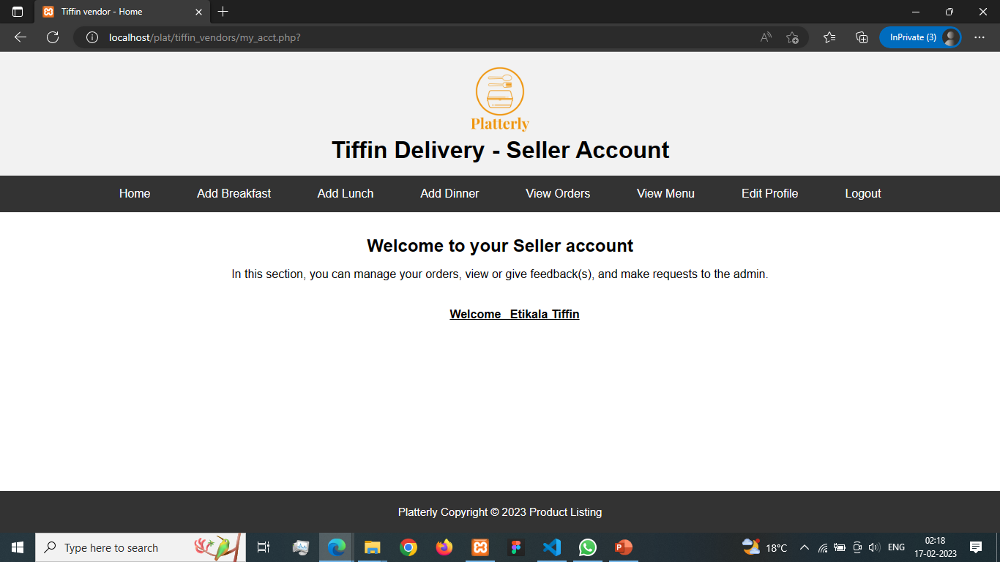 Tiffin vendor - Home
localhost/plat/tiffin_vendors/my_acct.php?
InPrivate (3)
Platterly
Tiffin Delivery - Seller Account
Home Add Breakfast Add Lunch Add Dinner View Orders View Menu Edit Profile Logout
Welcome to your Seller account
In this section, you can manage your orders, view or give feedback(s), and make requests to the admin.
Welcome Etikala Tiffin
Platterly Copyright © 2023 Product Listing
Type here to search
18°C
ENG
02:18
17-02-2023